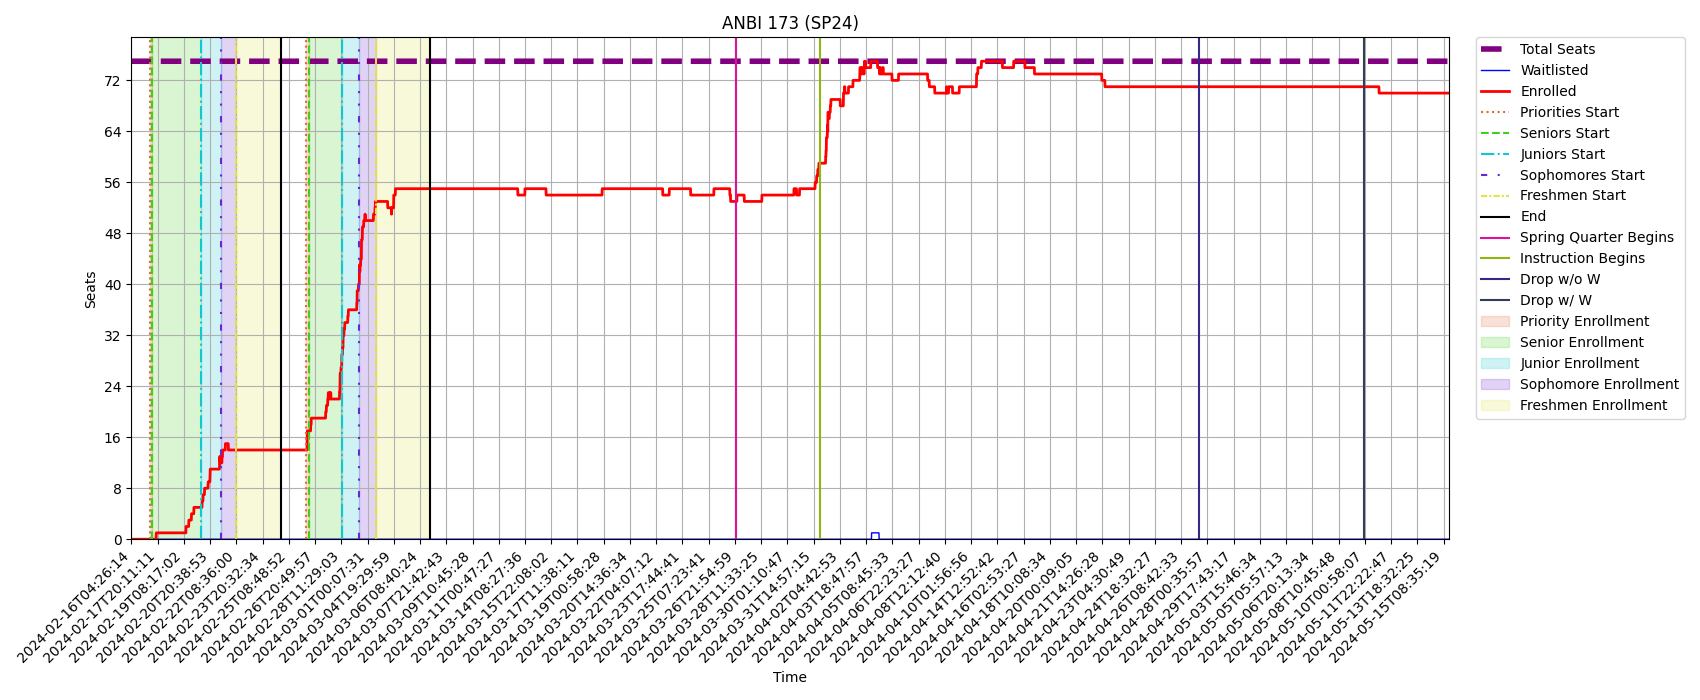 ANBI 173 (SP24)
Seats
72
64
56
48
40
32
24
16
8
0
2024-02-16T04:26:14
2024-02-17T20:11:11
2024-02-19T08:17:02
2024-02-20T20:38:53
2024-02-22T08:36:00
2024-02-23T20:32:34
2024-02-25T08:48:52
2024-02-26T20:49:57
2024-02-28T11:29:03
2024-03-01T00:07:31
2024-03-04T19:29:59
2024-03-06T08:40:24
2024-03-07T21:42:43
2024-03-09T10:45:28
2024-03-11T00:47:27
2024-03-14T08:27:36
2024-03-15T22:08:02
2024-03-17T11:38:11
2024-03-19T00:58:28
2024-03-20T14:36:34
2024-03-22T04:07:12
2024-03-23T17:44:41
2024-03-25T07:23:41
2024-03-26T21:54:59
2024-03-28T11:33:25
2024-03-30T01:10:47
2024-03-31T14:57:15
2024-04-02T04:42:53
2024-04-03T18:47:57
2024-04-05T08:45:33
2024-04-06T22:23:27
2024-04-08T12:12:40
2024-04-10T01:56:56
2024-04-14T12:52:42
2024-04-16T02:53:27
2024-04-18T10:08:34
2024-04-20T00:09:05
2024-04-21T14:26:28
2024-04-23T04:30:49
2024-04-24T18:32:27
2024-04-26T08:42:33
2024-04-28T00:35:57
2024-04-29T17:43:17
2024-05-03T15:46:34
2024-05-05T05:57:13
2024-05-06T20:13:34
2024-05-08T10:45:48
2024-05-10T00:58:07
2024-05-11T22:22:47
2024-05-13T18:32:25
2024-05-15T08:35:19
Time
Total Seats
Waitlisted
Enrolled
Priorities Start
Seniors Start
Juniors Start
Sophomores Start
Freshmen Start
End
Spring Quarter Begins
Instruction Begins
Drop w/o W
Drop w/ W
Priority Enrollment
Senior Enrollment
Junior Enrollment
Sophomore Enrollment
Freshmen Enrollment